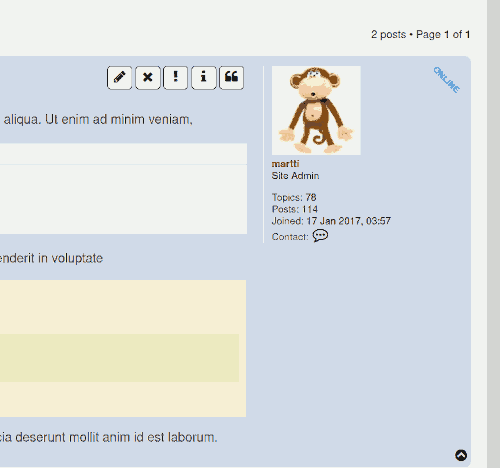 2 posts • Page 1 of 1
ONLINE
aliqua. Ut enim ad minim veniam,
martti
Site Admin
Topics: 78
Posts: 114
Joined: 17 Jan 2017, 03:57
Contact:
enderit in voluptate
cia deserunt mollit anim id est laborum.